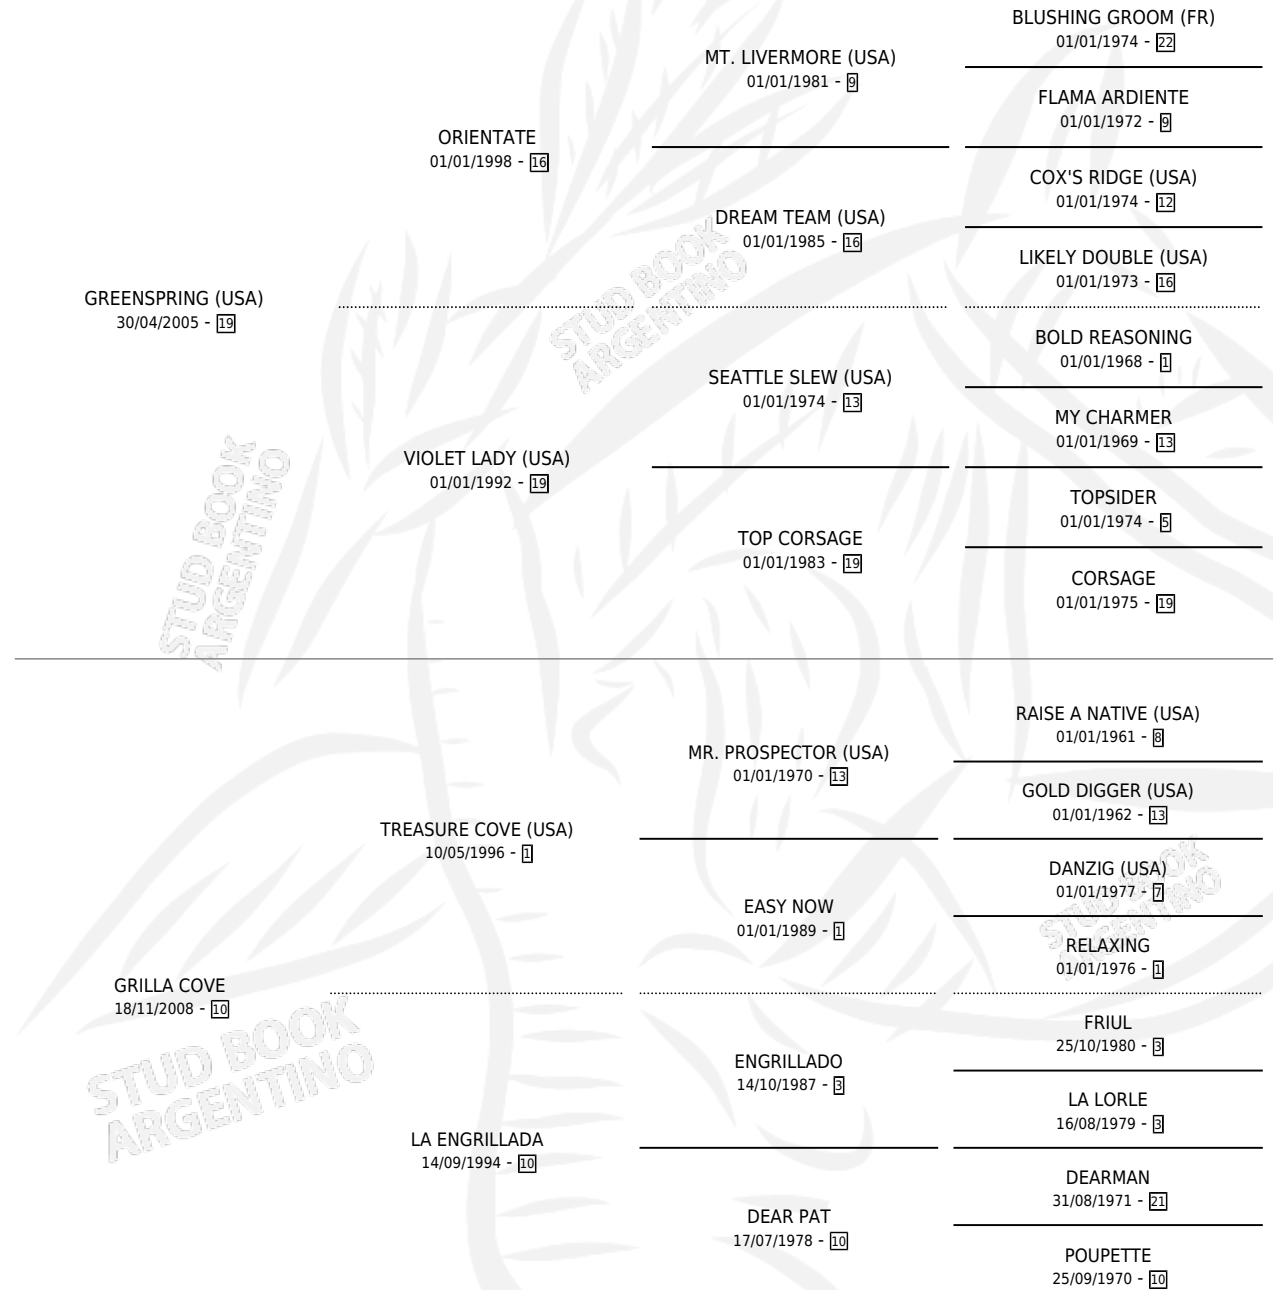 BLUSHING GROOM (FR)
01/01/1974 - 22
MT. LIVERMORE (USA)
01/01/1981 - 9
FLAMA ARDIENTE
01/01/1972 - 9
ORIENTATE
01/01/1998 - 16
COX'S RIDGE (USA)
01/01/1974 - 12
DREAM TEAM (USA)
01/01/1985 - 16
LIKELY DOUBLE (USA)
01/01/1973 - 16
GREENSPRING (USA)
30/04/2005 - 19
STUD BOOK
ARGENTINO
BOLD REASONING
01/01/1968 - 1
SEATTLE SLEW (USA)
01/01/1974 - 13
MY CHARMER
01/01/1969 - 13
VIOLET LADY (USA)
01/01/1992 - 19
TOPSIDER
01/01/1974 - 5
TOP CORSAGE
01/01/1983 - 19
CORSAGE
01/01/1975 - 19
STUD BOOK
ARGENTINO
RAISE A NATIVE (USA)
01/01/1961 - 8
MR. PROSPECTOR (USA)
01/01/1970 - 13
GOLD DIGGER (USA)
01/01/1962 - 13
TREASURE COVE (USA)
10/05/1996 - 1
DANZIG (USA)
01/01/1977 - 7
EASY NOW
01/01/1989 - 1
STUD BOOK
ARGENTINO
RELAXING
01/01/1976 - 1
GRILLA COVE
18/11/2008 - 10
STUD BOOK
ARGENTINO
FRIUL
25/10/1980 - 3
ENGRILLADO
14/10/1987 - 3
LA LORLE
16/08/1979 - 3
LA ENGRILLADA
14/09/1994 - 10
DEARMAN
31/08/1971 - 21
DEAR PAT
17/07/1978 - 10
POUPETTE
25/09/1970 - 10